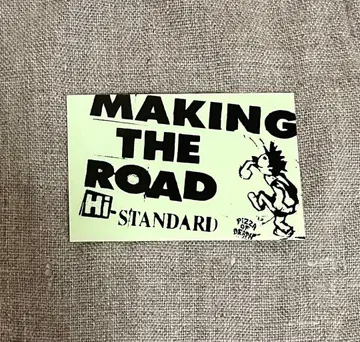 MAKING
THE
ROAD
Hi-STANDARD
PIZZA
OF
DEATH